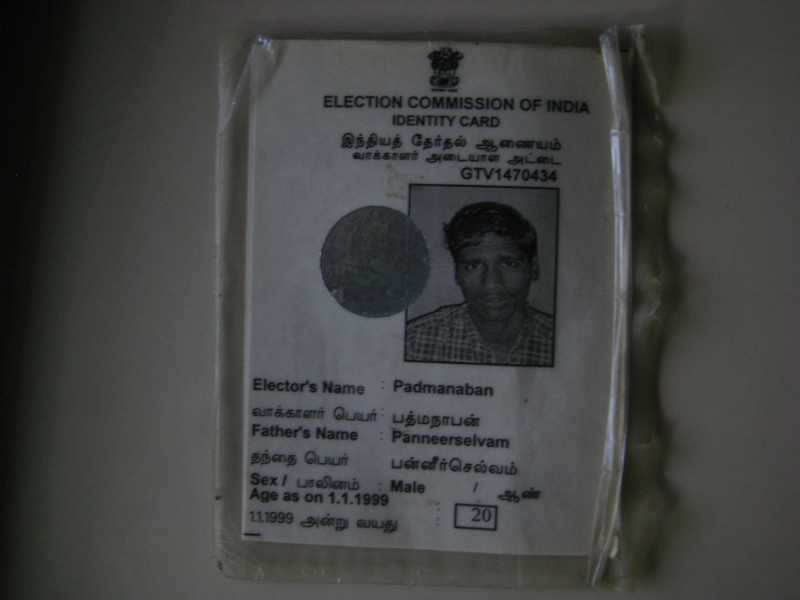 ELECTION COMMISSION OF INDIA
IDENTITY CARD
இந்தியத் தேர்தல் ஆணையம்
வாக்காளர் அடையாள அட்டை
GTV1470434
Elector's Name : Padmanaban
வாக்காளர் பெயர் : பத்மநாபன்
Father's Name : Panneerselvam
தந்தை பெயர் பன்னீர்செல்வம்
Sex / பாலினம் : Male / ஆண்
Age as on 1.1.1999
1.1.1999 அன்று வயது : 20